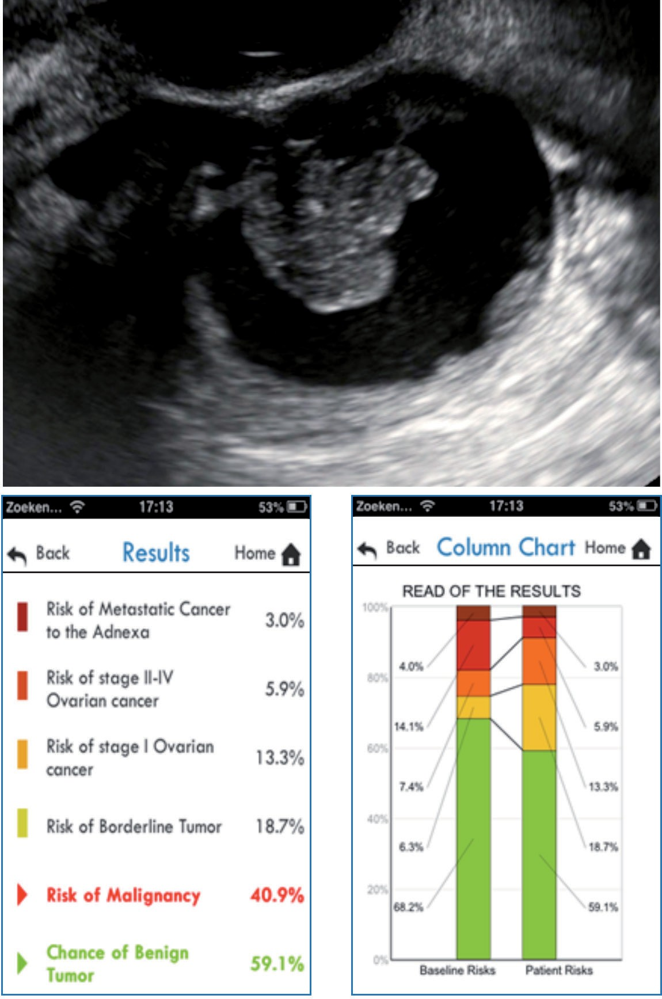 Zoeken... 17:13 53%
Back Results Home
Risk of Metastatic Cancer
to the Adnexa 3.0%
Risk of stage II-IV
Ovarian cancer 5.9%
Risk of stage I Ovarian
cancer 13.3%
Risk of Borderline Tumor 18.7%
Risk of Malignancy 40.9%
Chance of Benign
Tumor 59.1%
Zoeken... 17:13 53%
Back Column Chart Home
READ OF THE RESULTS
100%
4.0% 3.0%
80%
14.1% 5.9%
60%
7.4% 13.3%
40%
6.3% 18.7%
20%
68.2% 59.1%
0%
Baseline Risks Patient Risks